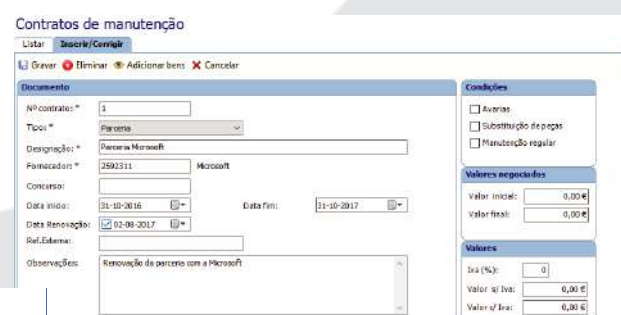 Contratos de manutenção
Listar Inserir/Corrigir
Gravar Eliminar Adicionar bens Cancelar
Documento
Nº contrato: * 1
Tipo: * Parceria
Designação: * Parceria Microsoft
Fornecedor: * 2592311 Microsoft
Concurso:
Data início: 31-10-2016 Data fim: 31-10-2017
Data Renovação: 02-08-2017
Ref.Externa:
Observações: Renovação da parceria com a Microsoft
Condições
Avarias
Substituição de peças
Manutenção regular
Valores negociados
Valor inicial: 0,00 €
Valor final: 0,00 €
Valores
Iva (%): 0
Valor s/ Iva: 0,00 €
Valor c/ Iva: 0,00 €